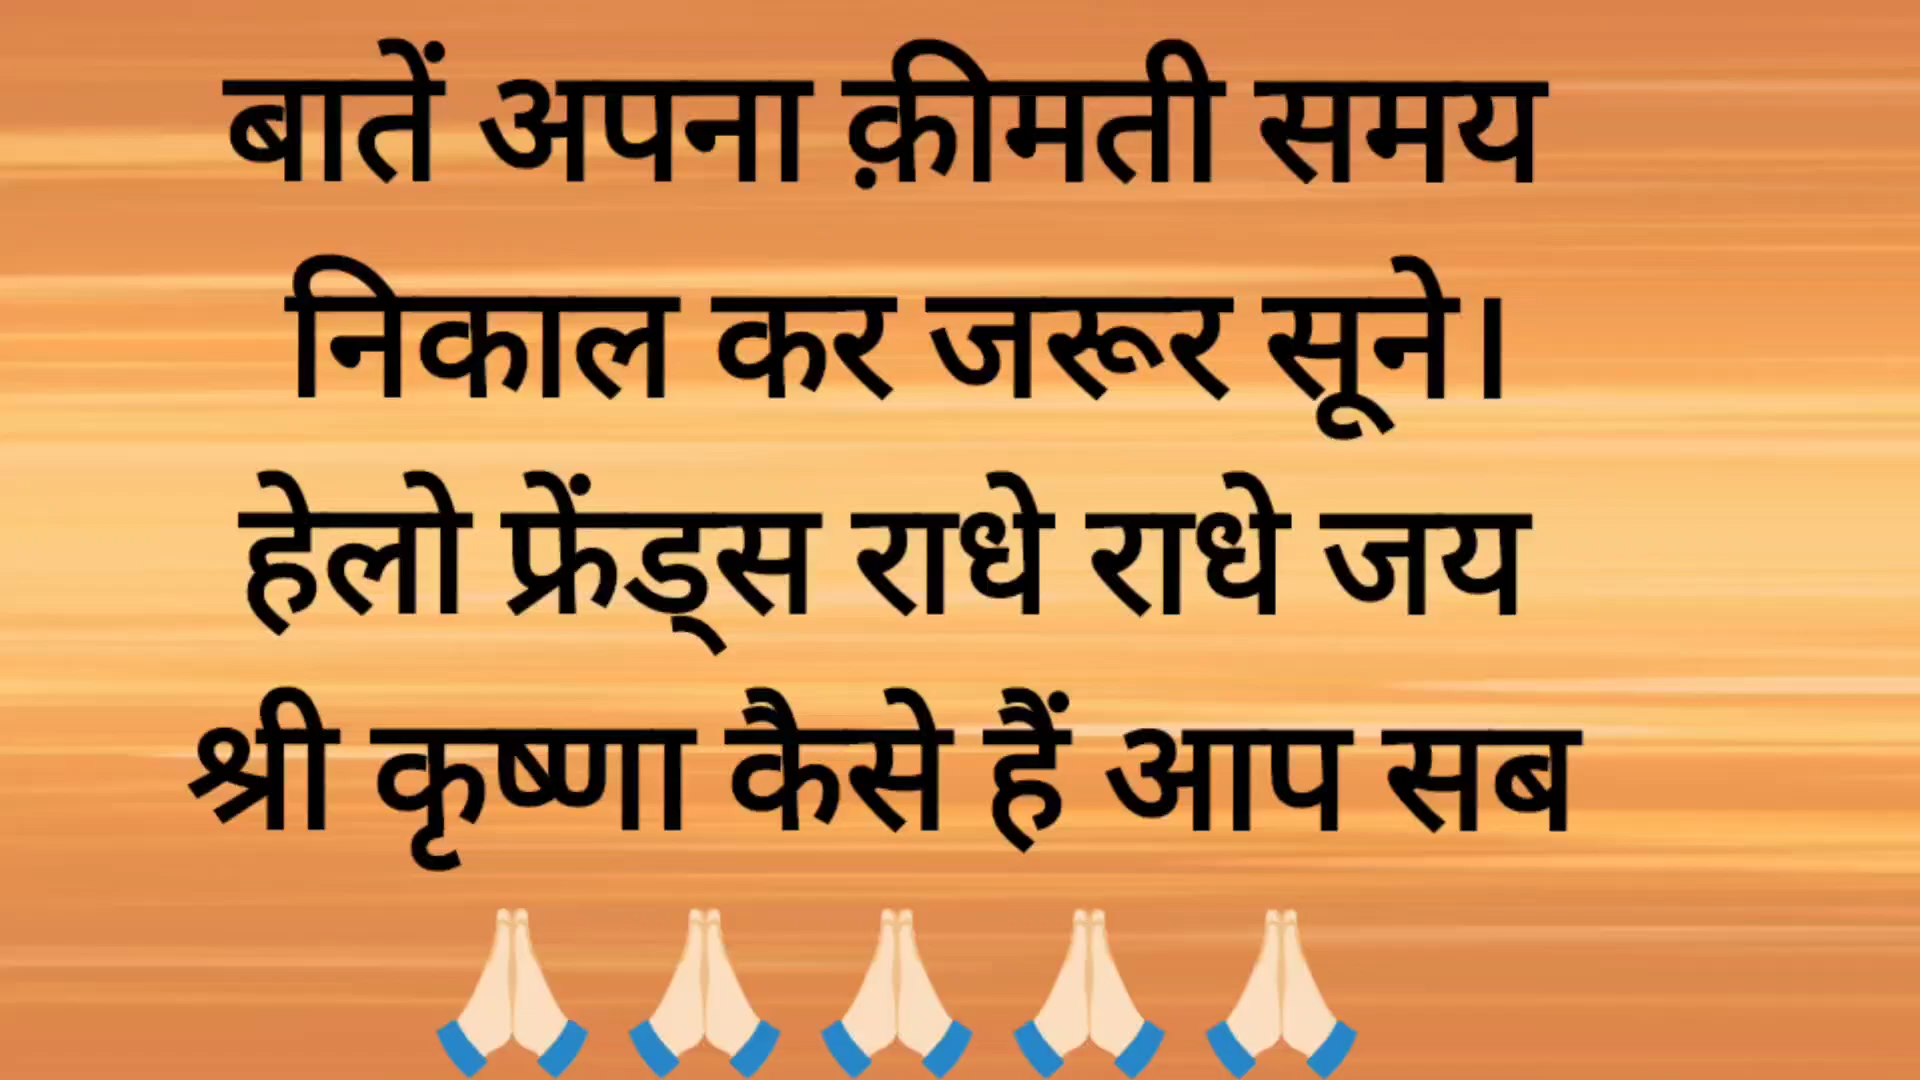 बातें अपना क़ीमती समय
निकाल कर जरूर सूने।
हेलो फ्रेंड्स राधे राधे जय
श्री कृष्णा कैसे हैं आप सब
🙏🏻🙏🏻🙏🏻🙏🏻🙏🏻